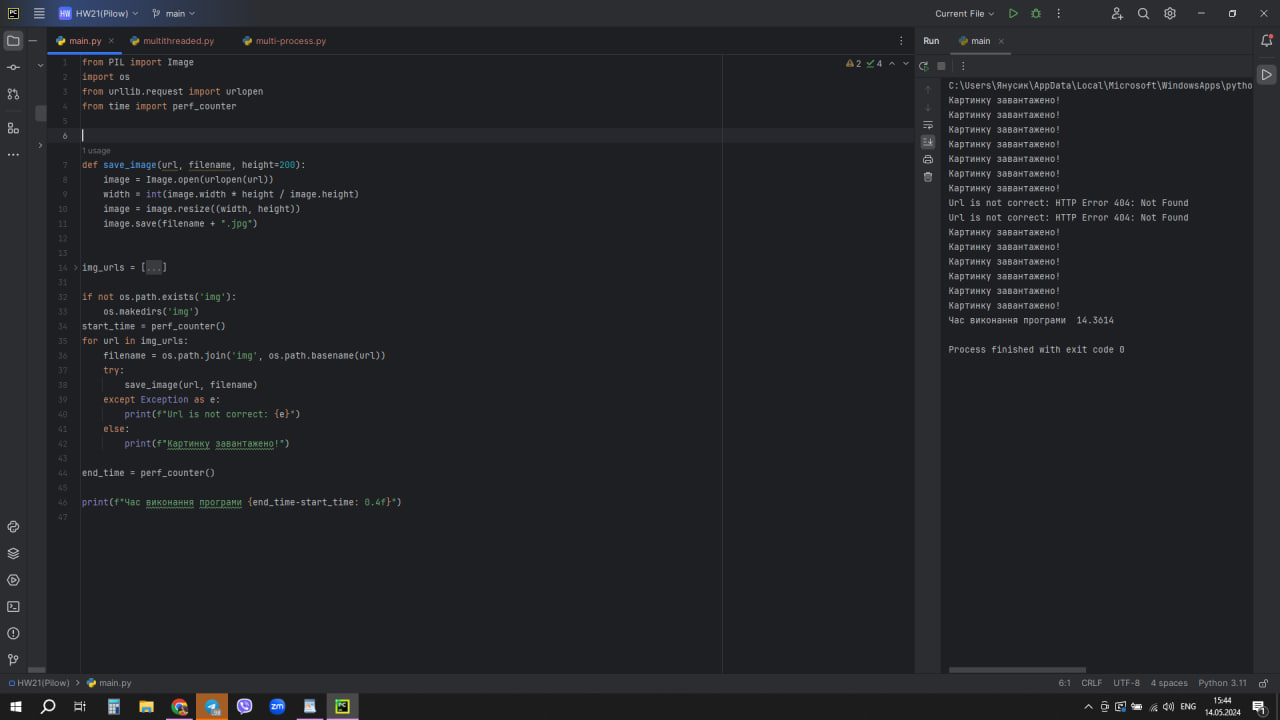 PC
HW HW21(Pilow)
main
Current File
main.py
multithreaded.py
multi-process.py
2 4
1 from PIL import Image
2 import os
3 from urllib.request import urlopen
4 from time import perf_counter
5
6
1 usage
7 def save_image(url, filename, height=200):
8 image = Image.open(urlopen(url))
9 width = int(image.width * height / image.height)
10 image = image.resize((width, height))
11 image.save(filename + ".jpg")
12
13
14 img_urls = [...]
31
32 if not os.path.exists('img'):
33 os.makedirs('img')
34 start_time = perf_counter()
35 for url in img_urls:
36 filename = os.path.join('img', os.path.basename(url))
37 try:
38 save_image(url, filename)
39 except Exception as e:
40 print(f"Url is not correct: {e}")
41 else:
42 print(f"Картинку завантажено!")
43
44 end_time = perf_counter()
45
46 print(f"Час виконання програми {end_time-start_time: 0.4f}")
47
Run
main
C:\Users\Янусик\AppData\Local\Microsoft\WindowsApps\python
Картинку завантажено!
Картинку завантажено!
Картинку завантажено!
Картинку завантажено!
Картинку завантажено!
Картинку завантажено!
Картинку завантажено!
Url is not correct: HTTP Error 404: Not Found
Url is not correct: HTTP Error 404: Not Found
Картинку завантажено!
Картинку завантажено!
Картинку завантажено!
Картинку завантажено!
Картинку завантажено!
Картинку завантажено!
Час виконання програми  14.3614
Process finished with exit code 0
HW21(Pilow) > main.py
6:1 CRLF UTF-8 4 spaces Python 3.11
zm
PC
ENG
15:44
14.05.2024
1